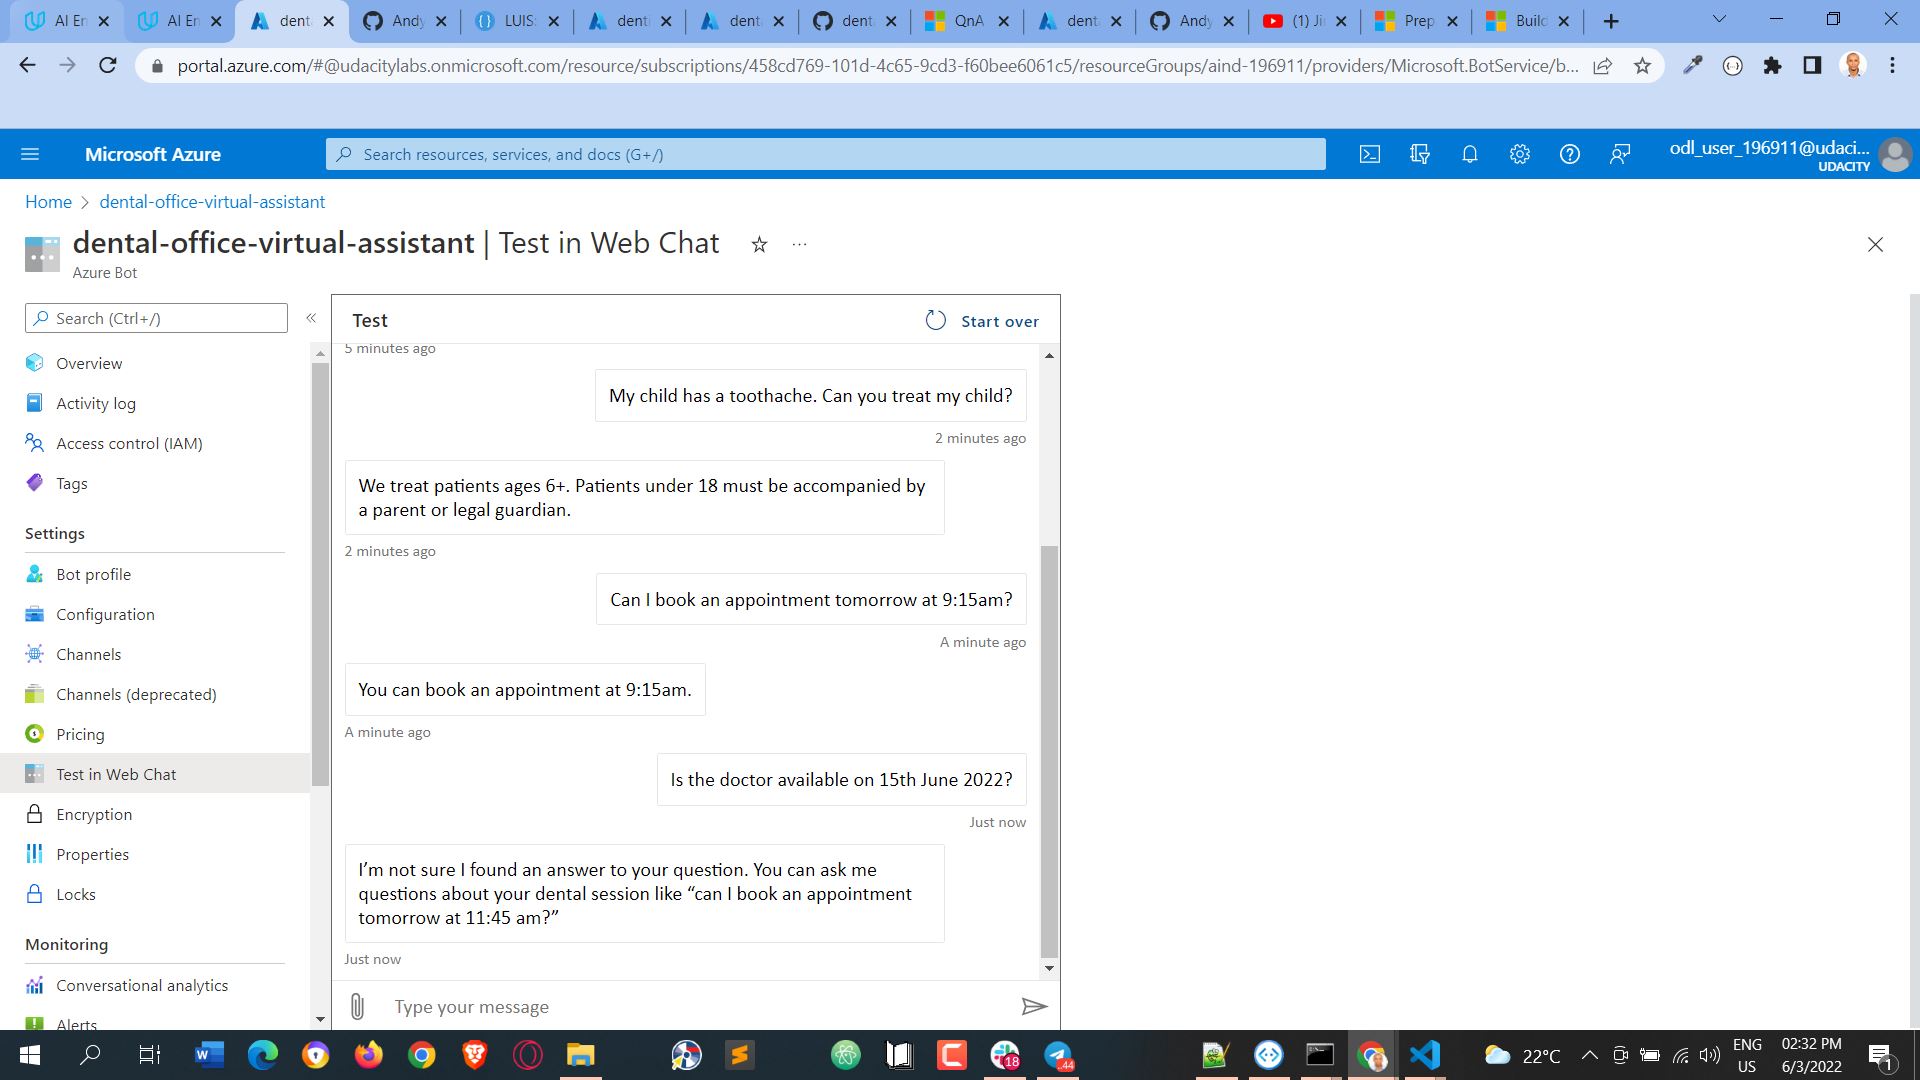 AI En
AI En
denta
Andy
LUIS:
denti
denta
denta
QnA
denta
Andy
(1) Ji
Prep
Build
portal.azure.com/#@udacitylabs.onmicrosoft.com/resource/subscriptions/458cd769-101d-4c65-9cd3-f60bee6061c5/resourceGroups/aind-196911/providers/Microsoft.BotService/b...
Microsoft Azure
Search resources, services, and docs (G+/)
odl_user_196911@udaci...
UDACITY
Home > dental-office-virtual-assistant
dental-office-virtual-assistant | Test in Web Chat
Azure Bot
Search (Ctrl+/)
Overview
Activity log
Access control (IAM)
Tags
Settings
Bot profile
Configuration
Channels
Channels (deprecated)
Pricing
Test in Web Chat
Encryption
Properties
Locks
Monitoring
Conversational analytics
Alerts
Test
Start over
5 minutes ago
My child has a toothache. Can you treat my child?
2 minutes ago
We treat patients ages 6+. Patients under 18 must be accompanied by
a parent or legal guardian.
2 minutes ago
Can I book an appointment tomorrow at 9:15am?
A minute ago
You can book an appointment at 9:15am.
A minute ago
Is the doctor available on 15th June 2022?
Just now
I'm not sure I found an answer to your question. You can ask me
questions about your dental session like “can I book an appointment
tomorrow at 11:45 am?”
Just now
Type your message
18
44
22°C
ENG
US
02:32 PM
6/3/2022
1